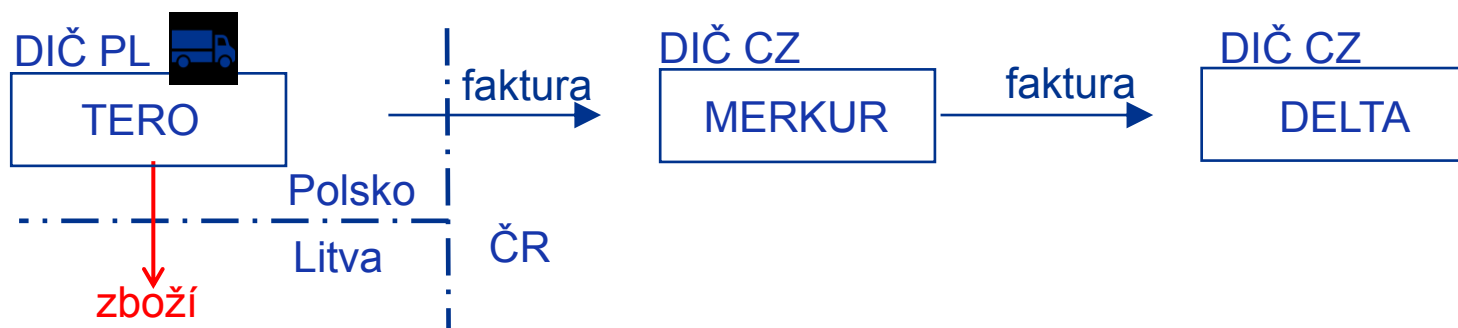 DIČ PL
TERO
faktura
DIČ CZ
MERKUR
faktura
DIČ CZ
DELTA
Polsko
Litva
ČR
zboží